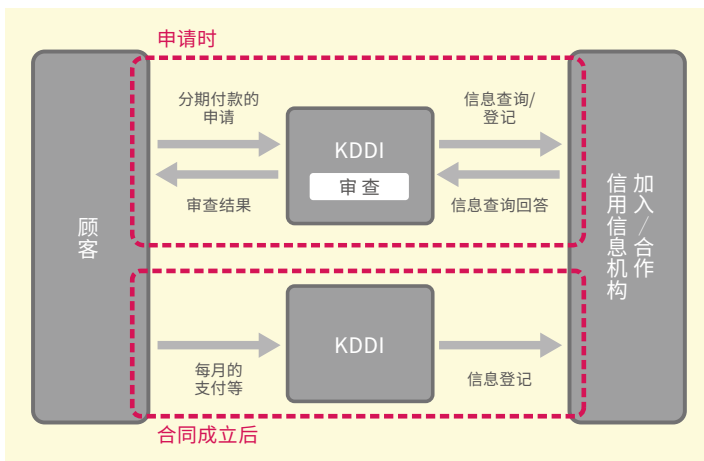 申请时
顾客
分期付款的
申请
审查结果
KDDI
审 查
信息查询/
登记
信息查询回答
加入/合作
信用信息机构
每月的
支付等
KDDI
信息登记
合同成立后